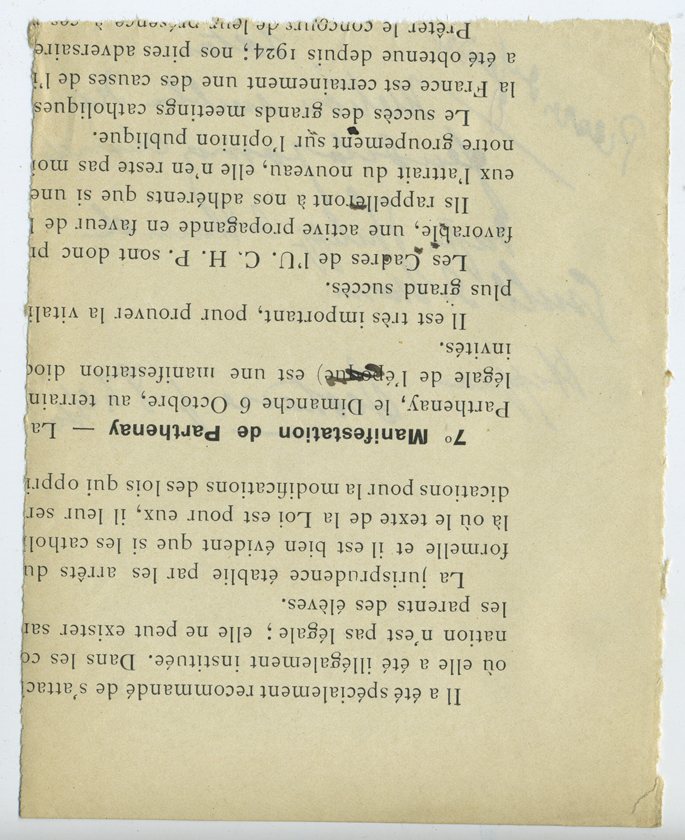 Il a été spécialement recommandé de s'attac
où elle a été illégalement instituée. Dans les co
nation n'est pas légale ; elle ne peut exister san
les parents des élèves.
La jurisprudence établie par les arrêts du
formelle et il est bien évident que si les catholi
là où le texte de la Loi est pour eux, il leur ser
dications pour la modifications des lois qui oppri
7° Manifestation de Parthenay — La
Parthenay, le Dimanche 6 Octobre, au terrain
légale de l'époque) est une manifestation dioc
invités.
Il est très important, pour prouver la vitali
plus grand succès.
Les Cadres de l'U. C. H. P. sont donc pr
favorable, une active propagande en faveur de l
Ils rappelleront à nos adhérents que si une
eux l'attrait du nouveau, elle n'en reste pas moi
notre groupement sur l'opinion publique.
Le succès des grands meetings catholiques
la France est certainement une des causes de l'i
a été obtenue depuis 1924 ; nos pires adversaire
Prêter le concours de leur présence à ces